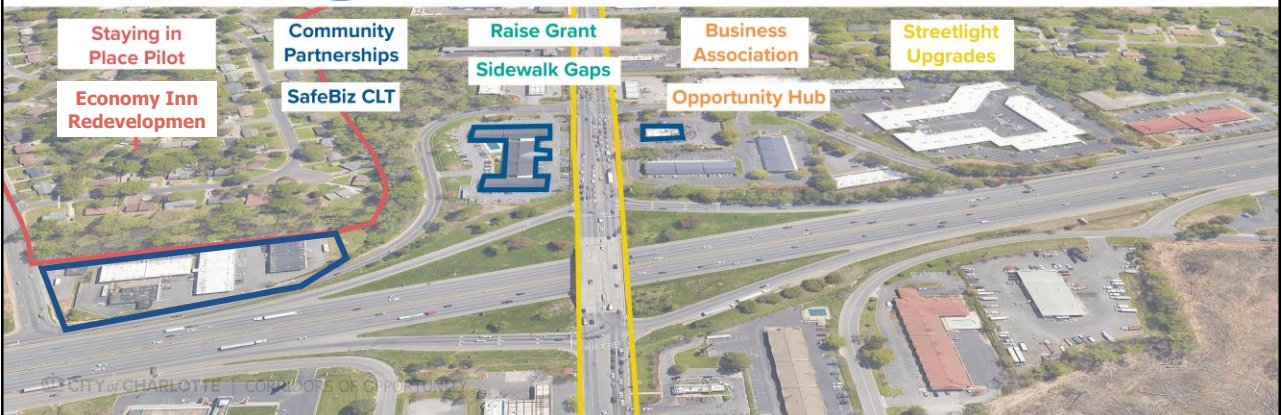 Staying in
Place Pilot
Community
Partnerships
Raise Grant
Business
Association
Streetlight
Upgrades
Economy Inn
Redevelopmen
SafeBiz CLT
Sidewalk Gaps
Opportunity Hub
CITY of CHARLOTTE | CORRIDORS OF OPPORTUNITY